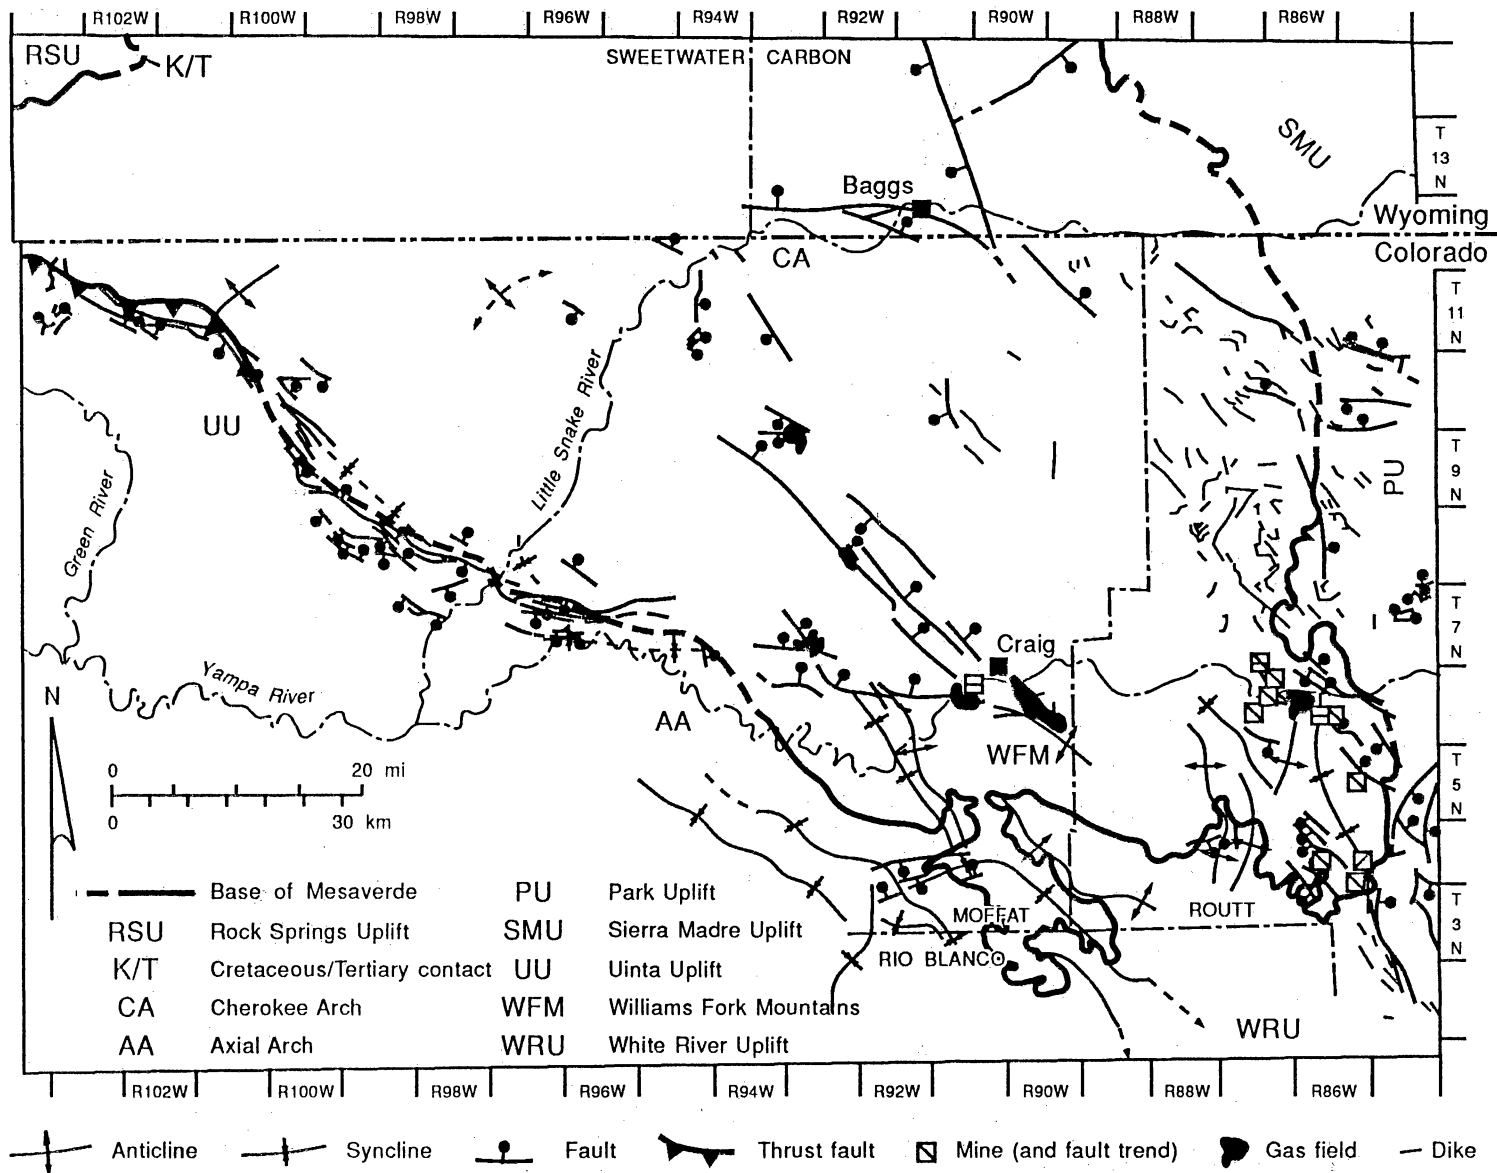 R102W R100W R98W R96W R94W R92W R90W R88W R86W
RSU
K/T
SWEETWATER CARBON
SMU
T
13
N
Baggs
Wyoming
Colorado
CA
T
11
N
UU
Little Snake River
Green River
T
9
N
PU
T
7
N
Craig
Yampa River
N
AA
WFM
0 20 mi
0 30 km
T
5
N
Base of Mesaverde
PU Park Uplift
RSU Rock Springs Uplift
SMU Sierra Madre Uplift
K/T Cretaceous/Tertiary contact
UU Uinta Uplift
CA Cherokee Arch
WFM Williams Fork Mountains
AA Axial Arch
WRU White River Uplift
MOFFAT
ROUTT
RIO BLANCO
T
3
N
WRU
R102W R100W R98W R96W R94W R92W R90W R88W R86W
Anticline Syncline Fault Thrust fault Mine (and fault trend) Gas field Dike